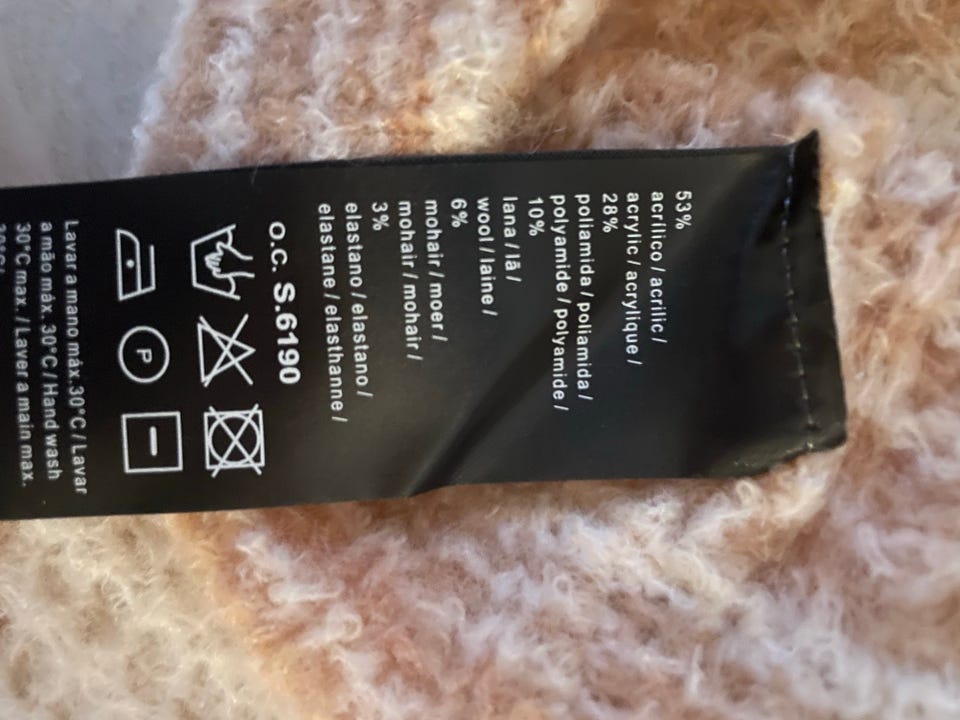 53%
acrílico / acrilic /
acrylic / acrylique /
28%
poliamida / poliamida /
polyamide / polyamide /
10%
lana / lã /
wool / laine /
6%
mohair / moer /
mohair / mohair /
3%
elastano / elastano /
elastane / elasthanne /
o.c. S.6190
P
Lavar a mano máx.30°C / Lavar
a mão máx. 30°C / Hand wash
30°C max. / Laver a main max.